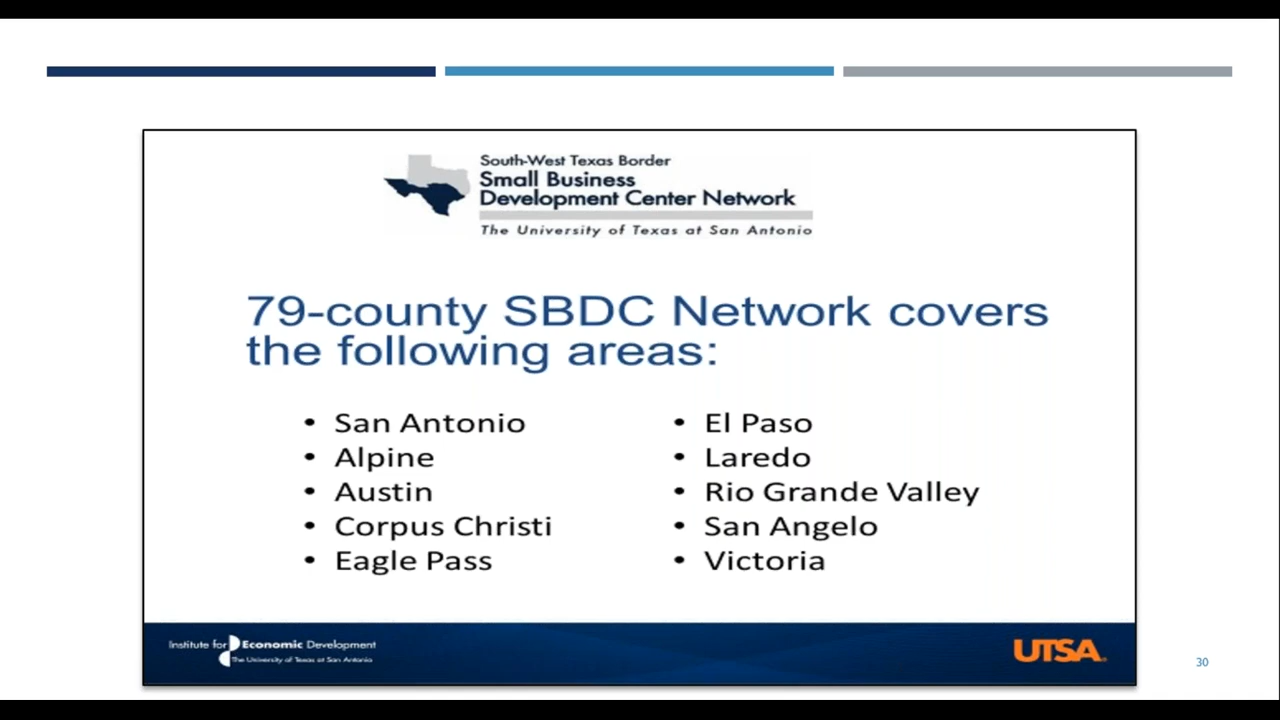 South-West Texas Border
Small Business
Development Center Network
The University of Texas at San Antonio
79-county SBDC Network covers
the following areas:
• San Antonio
• Alpine
• Austin
• Corpus Christi
• Eagle Pass
• El Paso
• Laredo
• Rio Grande Valley
• San Angelo
• Victoria
Institute for Economic Development
The University of Texas at San Antonio
UTSA
30